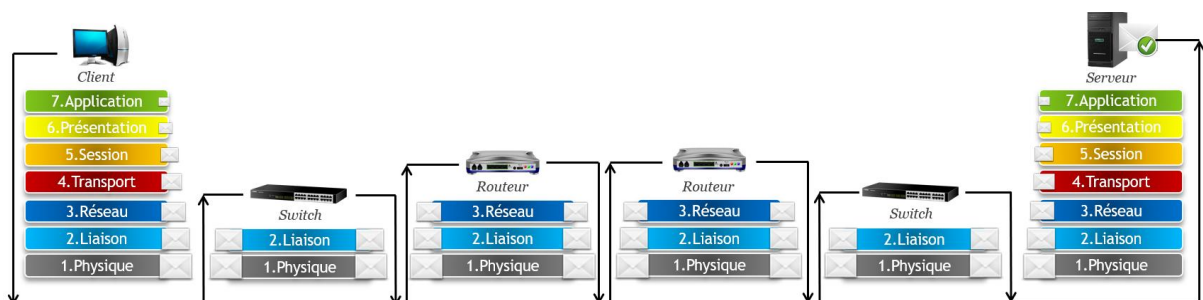 Client
7.Application
6.Présentation
5.Session
4.Transport
3.Réseau
2.Liaison
1.Physique
Switch
2.Liaison
1.Physique
Routeur
3.Réseau
2.Liaison
1.Physique
Routeur
3.Réseau
2.Liaison
1.Physique
Switch
2.Liaison
1.Physique
Serveur
7.Application
6.Présentation
5.Session
4.Transport
3.Réseau
2.Liaison
1.Physique